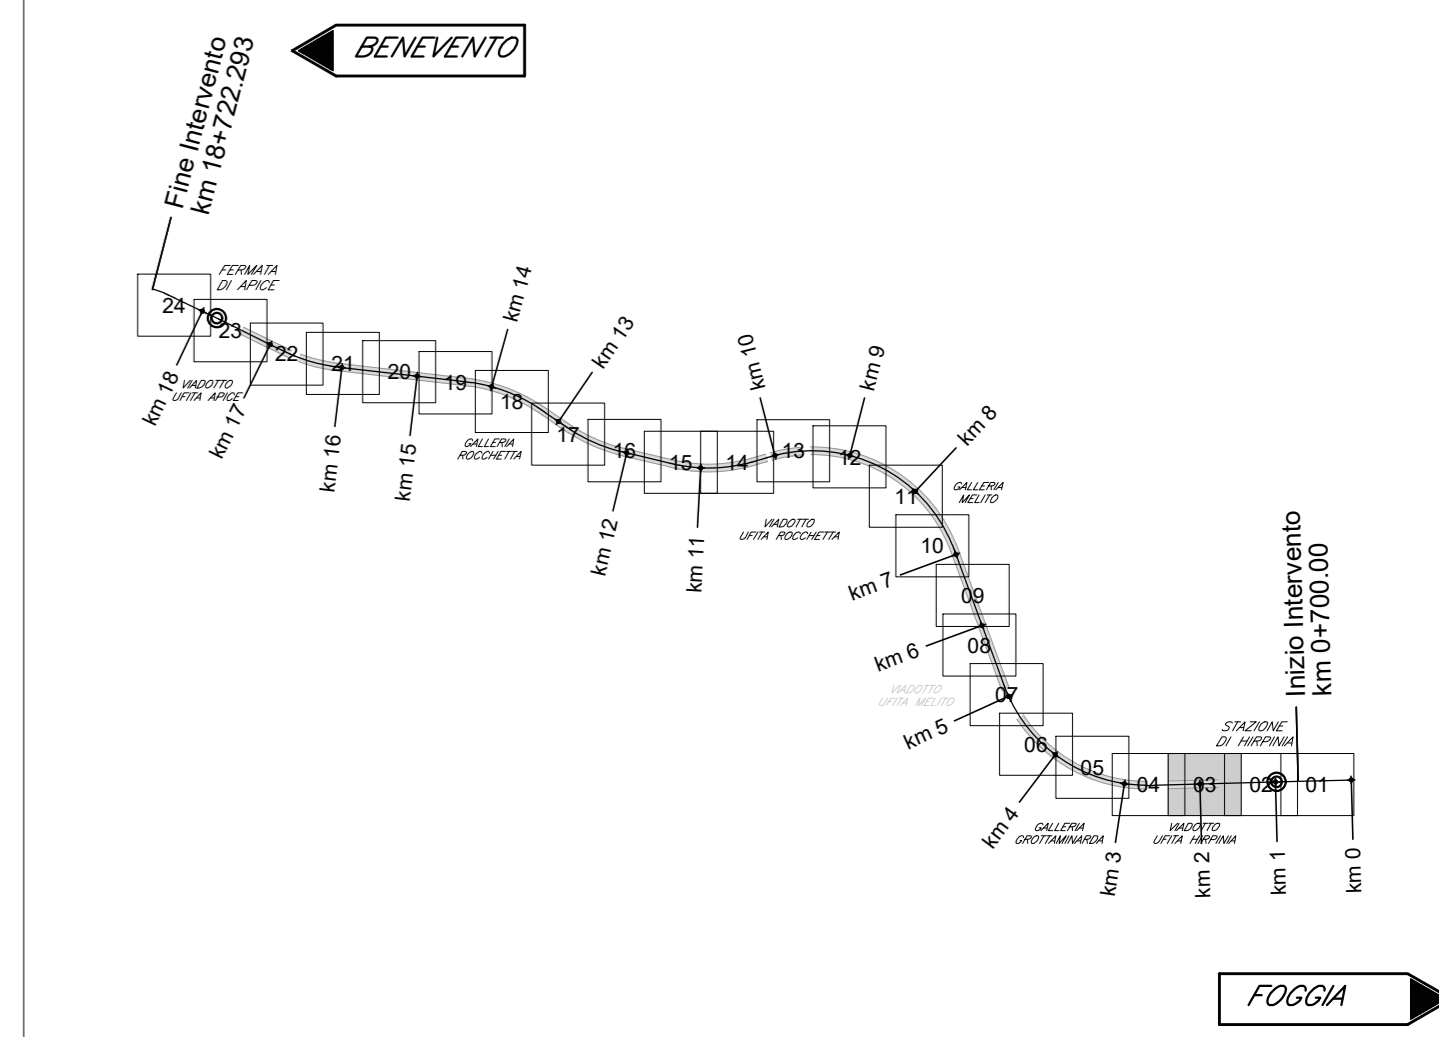 BENEVENTO
Fine Intervento
km 18+722.293
FERMATA
DI APICE
24
23
22
21
20
19
18
17
16
15
14
13
12
11
10
09
08
07
06
05
04
03
02
01
km 18
VIADOTTO
UFITA APICE
km 17
km 16
km 15
km 14
km 13
GALLERIA
ROCCHETTA
km 12
km 11
km 10
km 9
VIADOTTO
UFITA ROCCHETTA
km 8
GALLERIA
MELITO
km 7
km 6
VIADOTTO
UFITA MELITO
km 5
km 4
GALLERIA
GROTTAMINARDA
km 3
VIADOTTO
UFITA HIRPINIA
km 2
km 1
km 0
STAZIONE
DI HIRPINIA
Inizio Intervento
km 0+700.00
FOGGIA